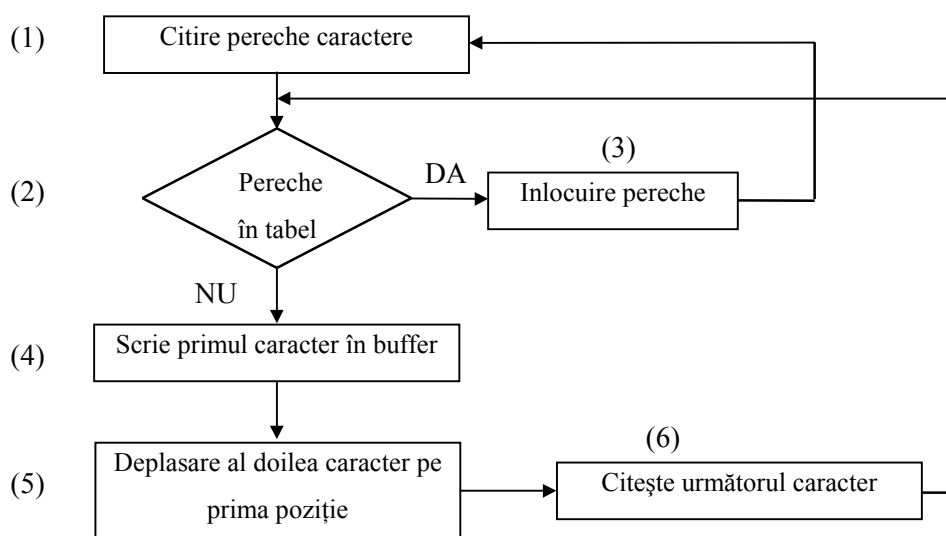 (1)
Citire pereche caractere
(3)
(2)
Pereche
în tabel
DA
Inlocuire pereche
NU
(4)
Scrie primul caracter în buffer
(6)
(5)
Deplasare al doilea caracter pe
prima poziție
Citeşte următorul caracter